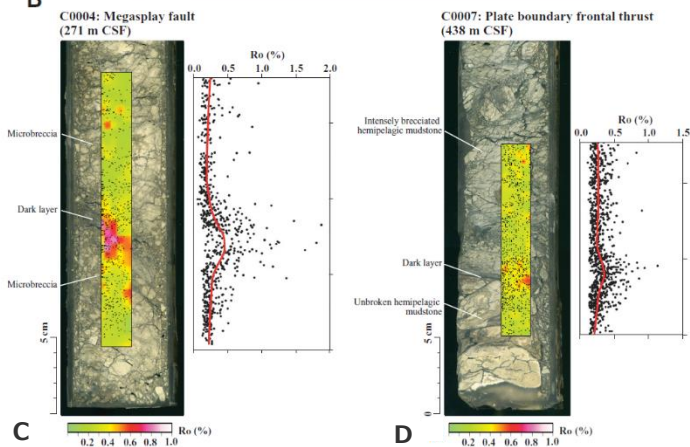 B
C0004: Megasplay fault
(271 m CSF)
Ro (%)
0.0 0.5 1.0 2.0
Microbreccia
Dark layer
Microbreccia
5 cm
0
C
Ro (%)
0.2 0.4 0.6 0.8 1.0
C0007: Plate boundary frontal thrust
(438 m CSF)
Ro (%)
0.0 0.5 1.0 1.5
Intensely brecciated
hemipelagic mudstone
Dark layer
Unbroken hemipelagic
mudstone
5 cm
0
D
Ro (%)
0.2 0.4 0.6 0.8 1.0